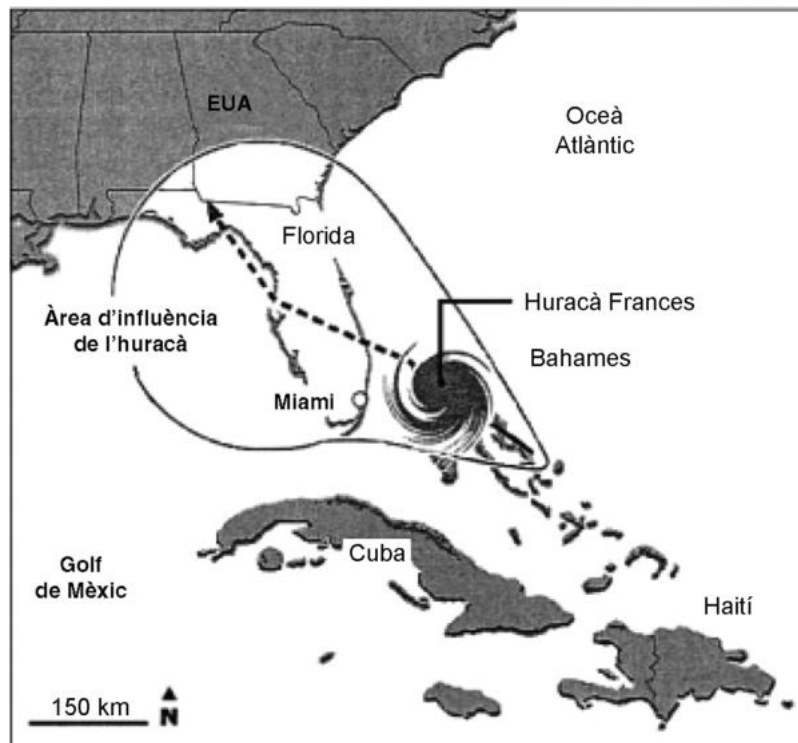 EUA
Oceà
Atlàntic
Florida
Huracà Frances
Àrea d'influència
de l'huracà
Bahames
Miami
Cuba
Golf
de Mèxic
Haití
150 km
N